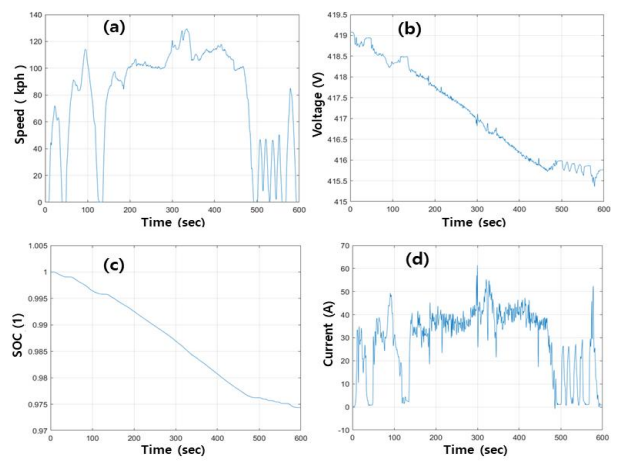 (a)
140
120
100
80
60
40
20
0
Speed ( kph )
0 100 200 300 400 500 600
Time (sec)
(b)
419.5
419
418.5
418
417.5
417
416.5
416
415.5
415
Voltage (V)
0 100 200 300 400 500 600
Time (sec)
(c)
1.005
1
0.995
0.99
0.985
0.98
0.975
0.97
SOC (1)
0 100 200 300 400 500 600
Time (sec)
(d)
70
60
50
40
30
20
10
0
-10
Current (A)
0 100 200 300 400 500 600
Time (sec)